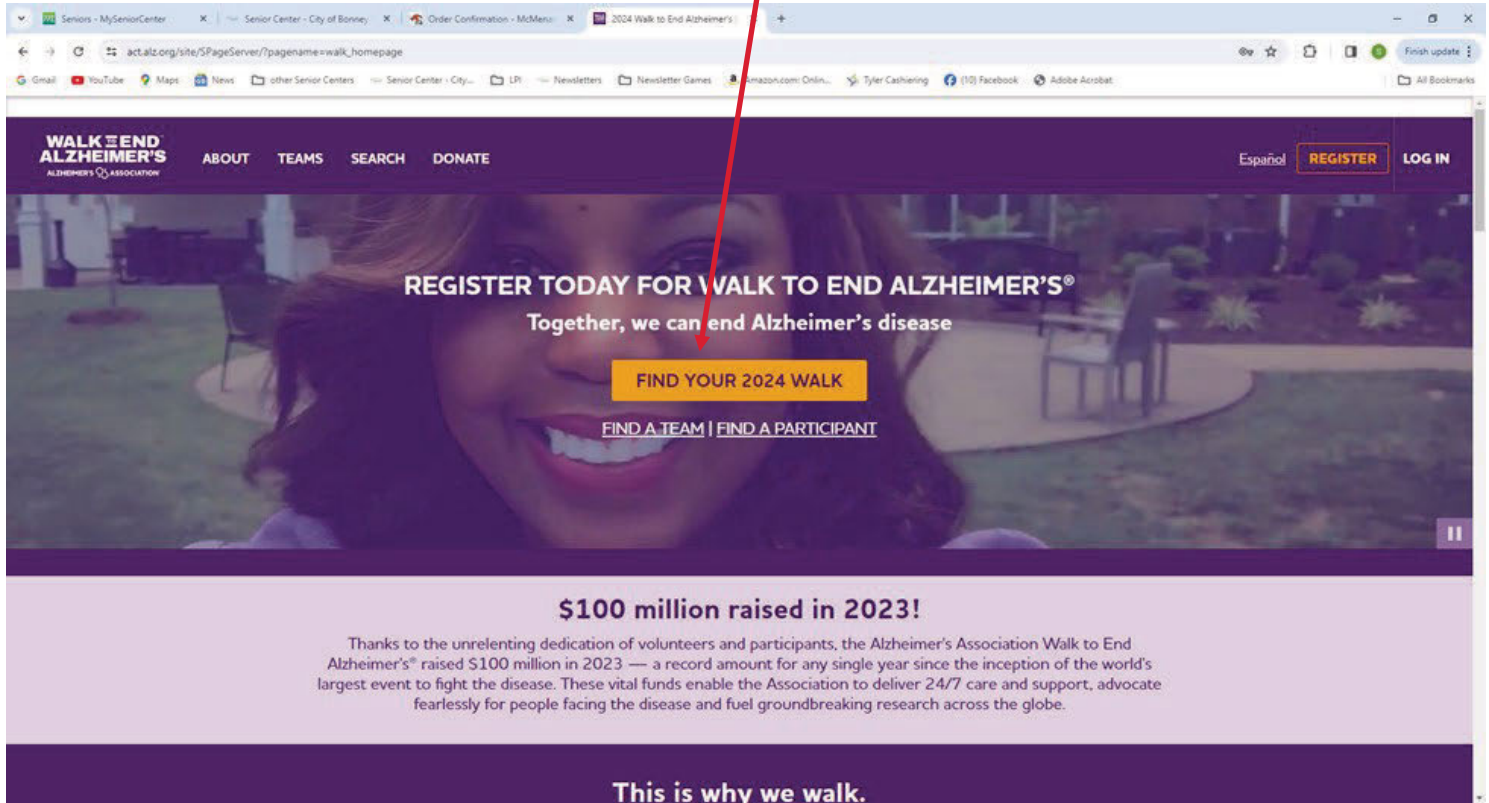 Seniors - MySeniorCenter
Senior Center - City of Bonney
Order Confirmation - McMena
2024 Walk to End Alzheimer's
act.alz.org/site/SPageServer/?pagename=walk_homepage
Finish update
Gmail YouTube Maps News other Senior Centers Senior Center - City... LPI Newsletters Newsletter Games Amazon.com: Onlin... Tyler Cashiering (10) Facebook Adobe Acrobat All Bookmarks
WALK TO END
ALZHEIMER'S
ALZHEIMER'S ASSOCIATION
ABOUT TEAMS SEARCH DONATE
Español REGISTER LOG IN
REGISTER TODAY FOR WALK TO END ALZHEIMER'S®
Together, we can end Alzheimer's disease
FIND YOUR 2024 WALK
FIND A TEAM | FIND A PARTICIPANT
$100 million raised in 2023!
Thanks to the unrelenting dedication of volunteers and participants, the Alzheimer's Association Walk to End
Alzheimer's® raised $100 million in 2023 — a record amount for any single year since the inception of the world's
largest event to fight the disease. These vital funds enable the Association to deliver 24/7 care and support, advocate
fearlessly for people facing the disease and fuel groundbreaking research across the globe.
This is why we walk.